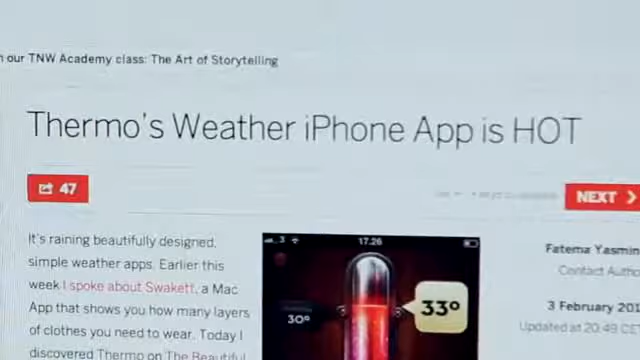 n our TNW Academy class: The Art of Storytelling
Thermo's Weather iPhone App is HOT
47
NEXT
It's raining beautifully designed,
simple weather apps. Earlier this
week I spoke about Swakett, a Mac
App that shows you how many layers
of clothes you need to wear. Today I
discovered Thermo on The Beautiful
3 17.26
33°
30°
Fatema Yasmin
Contact Autho
3 February 201
Updated at 20:49 CET